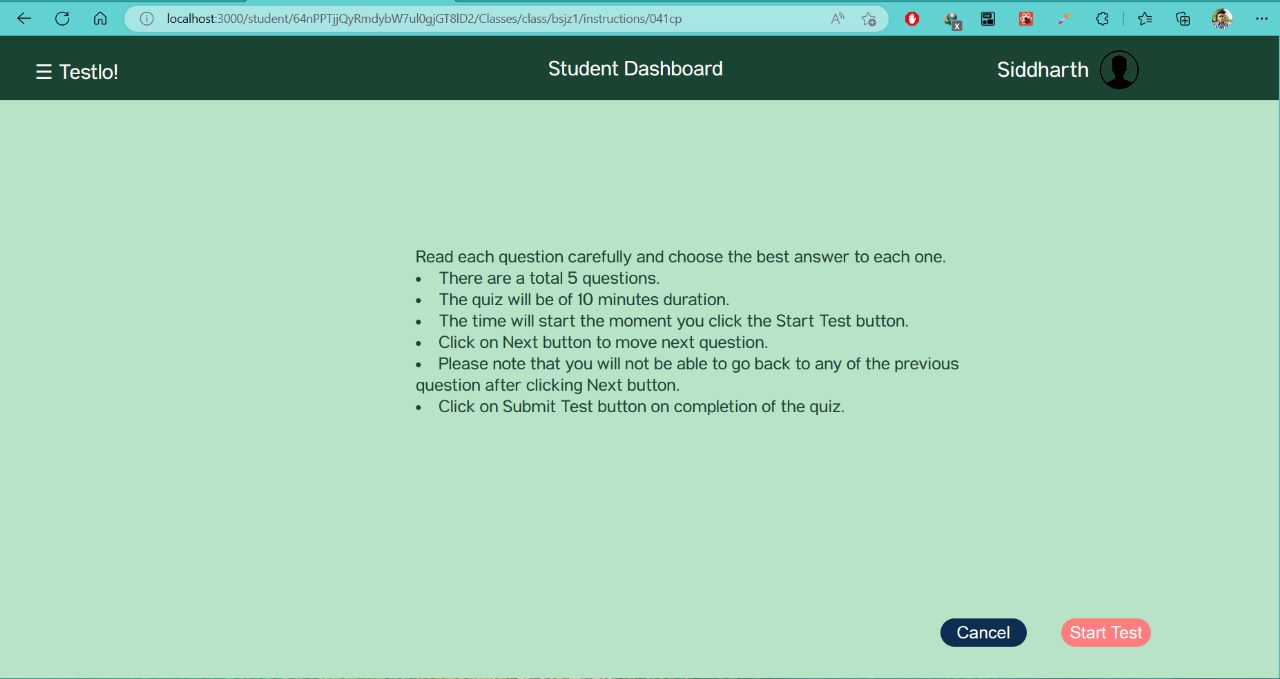 localhost:3000/student/64nPPTjjQyRmdybW7ul0gjGT8lD2/Classes/class/bsjz1/instructions/041cp
☰ Testlo!
Student Dashboard
Siddharth
Read each question carefully and choose the best answer to each one.
• There are a total 5 questions.
• The quiz will be of 10 minutes duration.
• The time will start the moment you click the Start Test button.
• Click on Next button to move next question.
• Please note that you will not be able to go back to any of the previous
question after clicking Next button.
• Click on Submit Test button on completion of the quiz.
Cancel
Start Test